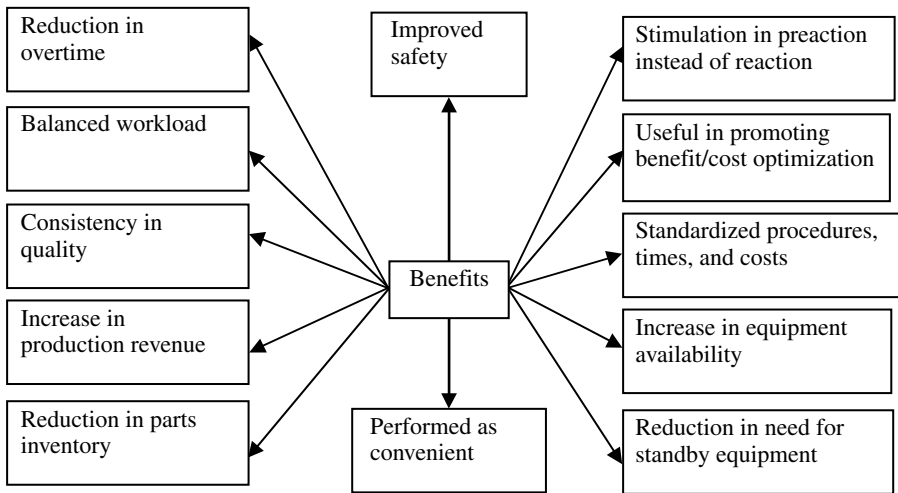 Reduction in
overtime
Balanced workload
Consistency in
quality
Increase in
production revenue
Reduction in parts
inventory
Improved
safety
Benefits
Performed as
convenient
Stimulation in preaction
instead of reaction
Useful in promoting
benefit/cost optimization
Standardized procedures,
times, and costs
Increase in equipment
availability
Reduction in need for
standby equipment